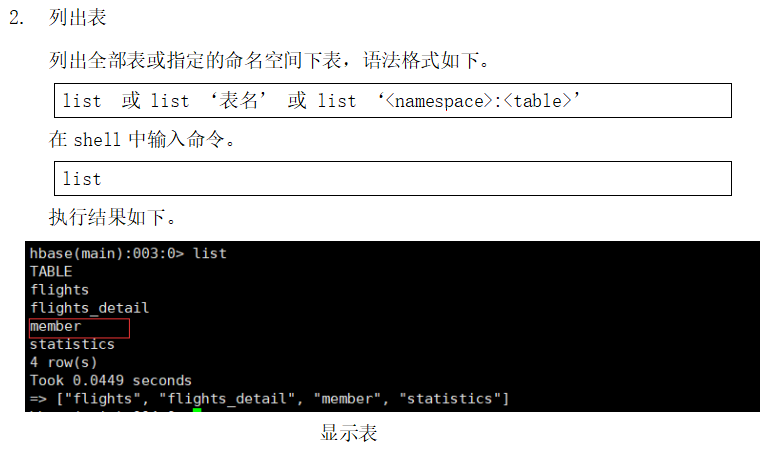 2. 列出表
列出全部表或指定的命名空间下表，语法格式如下。
list 或 list ‘表名’ 或 list ‘<namespace>:<table>’
在 shell 中输入命令。
list
执行结果如下。
hbase(main):003:0> list
TABLE
flights
flights_detail
member
statistics
4 row(s)
Took 0.0449 seconds
=> ["flights", "flights_detail", "member", "statistics"]
显示表